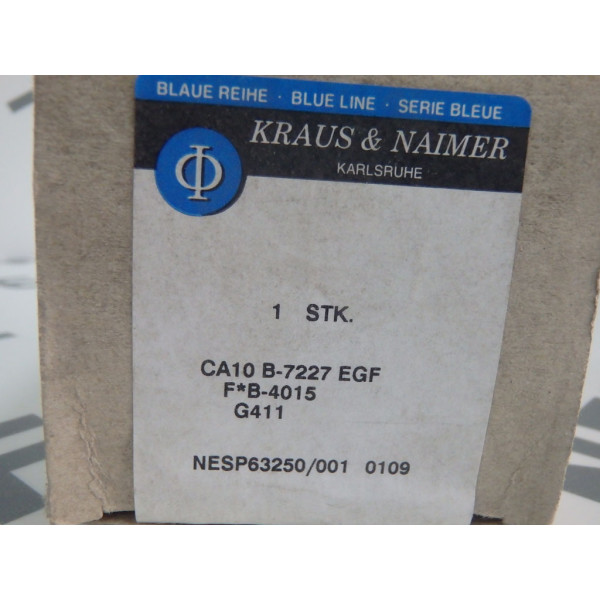 BLAUE REIHE · BLUE LINE · SERIE BLEUE
KRAUS & NAIMER
KARLSRUHE
1 STK.
CA10 B-7227 EGF
F*B-4015
G411
NESP63250/001 0109